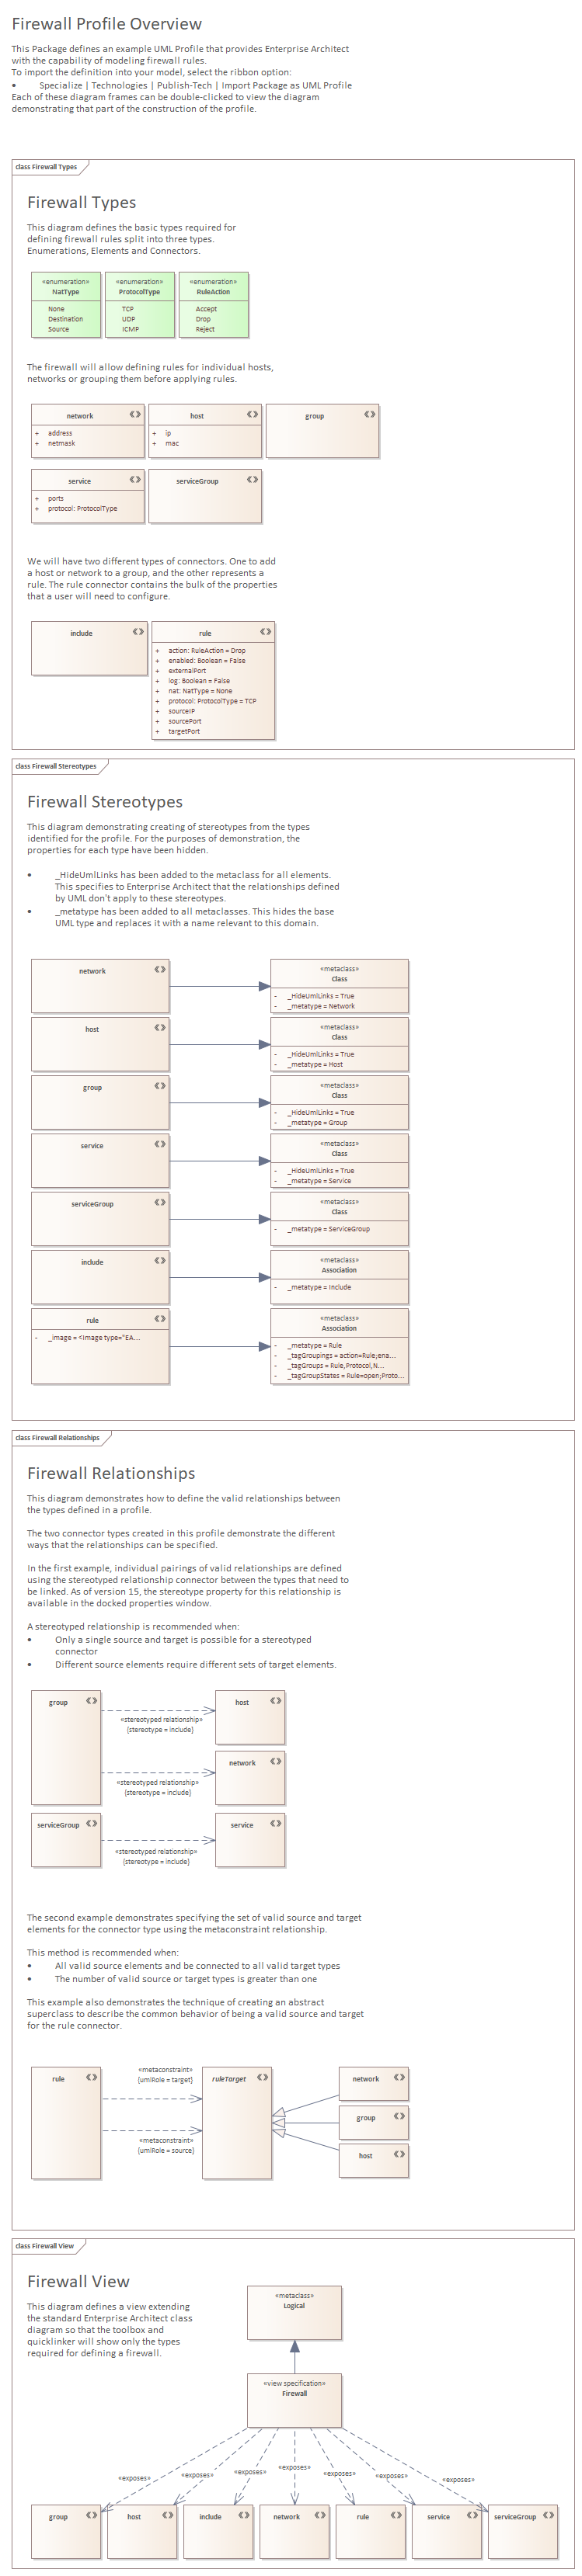 Firewall Profile Overview
This Package defines an example UML Profile that provides Enterprise Architect
with the capability of modeling firewall rules.
To import the definition into your model, select the ribbon option:
• Specialize | Technologies | Publish-Tech | Import Package as UML Profile
Each of these diagram frames can be double-clicked to view the diagram
demonstrating that part of the construction of the profile.
class Firewall Types
Firewall Types
This diagram defines the basic types required for
defining firewall rules split into three types.
Enumerations, Elements and Connectors.
«enumeration» «enumeration» «enumeration»
NatType ProtocolType RuleAction
None TCP Accept
Destination UDP Drop
Source ICMP Reject
The firewall will allow defining rules for individual hosts,
networks or grouping them before applying rules.
network host group
+ address + ip
+ netmask + mac
service serviceGroup
+ ports
+ protocol: ProtocolType
We will have two different types of connectors. One to add
a host or network to a group, and the other represents a
rule. The rule connector contains the bulk of the properties
that a user will need to configure.
include rule
+ action: RuleAction = Drop
+ enabled: Boolean = False
+ externalPort
+ log: Boolean = False
+ nat: NatType = None
+ protocol: ProtocolType = TCP
+ sourceIP
+ sourcePort
+ targetPort
class Firewall Stereotypes
Firewall Stereotypes
This diagram demonstrating creating of stereotypes from the types
identified for the profile. For the purposes of demonstration, the
properties for each type have been hidden.
• _HideUmlLinks has been added to the metaclass for all elements.
This specifies to Enterprise Architect that the relationships defined
by UML don't apply to these stereotypes.
• _metatype has been added to all metaclasses. This hides the base
UML type and replaces it with a name relevant to this domain.
network
«metaclass»
Class
- _HideUmlLinks = True
- _metatype = Network
host
«metaclass»
Class
- _HideUmlLinks = True
- _metatype = Host
group
«metaclass»
Class
- _HideUmlLinks = True
- _metatype = Group
service
«metaclass»
Class
- _HideUmlLinks = True
- _metatype = Service
serviceGroup
«metaclass»
Class
- _metatype = ServiceGroup
include
«metaclass»
Association
- _metatype = Include
rule
- _image = <Image type="EA...
«metaclass»
Association
- _metatype = Rule
- _tagGroupings = action=Rule;ena...
- _tagGroups = Rule,Protocol,N...
- _tagGroupStates = Rule=open;Proto...
class Firewall Relationships
Firewall Relationships
This diagram demonstrates how to define the valid relationships between
the types defined in a profile.
The two connector types created in this profile demonstrate the different
ways that the relationships can be specified.
In the first example, individual pairings of valid relationships are defined
using the stereotyped relationship connector between the types that need to
be linked. As of version 15, the stereotype property for this relationship is
available in the docked properties window.
A stereotyped relationship is recommended when:
• Only a single source and target is possible for a stereotyped
connector
• Different source elements require different sets of target elements.
group host
«stereotyped relationship»
{stereotype = include}
network
«stereotyped relationship»
{stereotype = include}
serviceGroup service
«stereotyped relationship»
{stereotype = include}
The second example demonstrates specifying the set of valid source and target
elements for the connector type using the metaconstraint relationship.
This method is recommended when:
• All valid source elements and be connected to all valid target types
• The number of valid source or target types is greater than one
This example also demonstrates the technique of creating an abstract
superclass to describe the common behavior of being a valid source and target
for the rule connector.
rule
«metaconstraint»
{umlRole = target}
«metaconstraint»
{umlRole = source}
ruleTarget
network
group
host
class Firewall View
Firewall View
This diagram defines a view extending
the standard Enterprise Architect class
diagram so that the toolbox and
quicklinker will show only the types
required for defining a firewall.
«metaclass»
Logical
«view specification»
Firewall
«exposes» «exposes» «exposes» «exposes» «exposes» «exposes» «exposes»
group host include network rule service serviceGroup